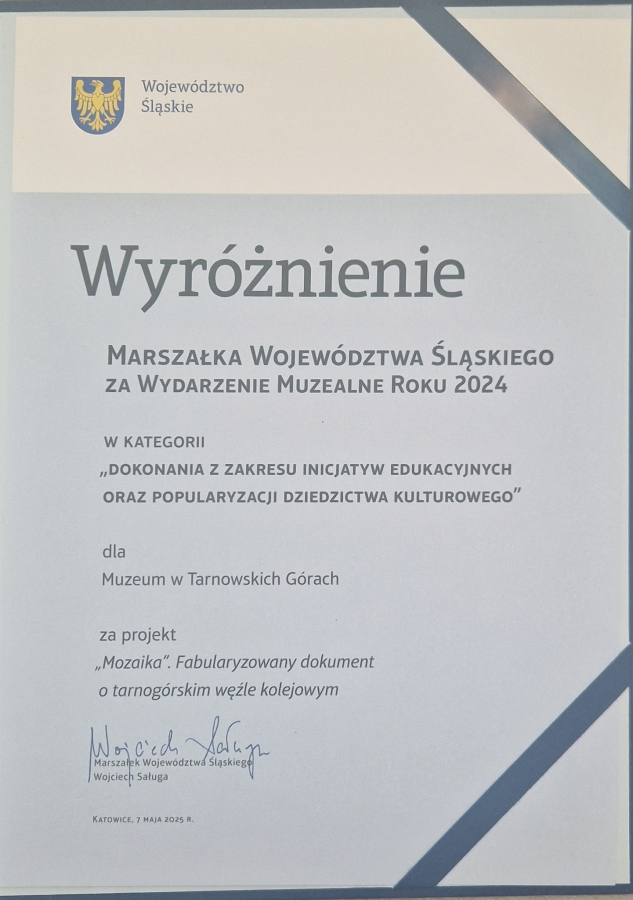 Województwo
Śląskie
Wyróżnienie
Marszałka Województwa Śląskiego
za Wydarzenie Muzealne Roku 2024
w kategorii
„dokonania z zakresu inicjatyw edukacyjnych
oraz popularyzacji dziedzictwa kulturowego”
dla
Muzeum w Tarnowskich Górach
za projekt
„Mozaika”. Fabularyzowany dokument
o tarnogórskim węźle kolejowym
Wojciech Saługa
Marszałek Województwa Śląskiego
Wojciech Saługa
Katowice, 7 maja 2025 r.